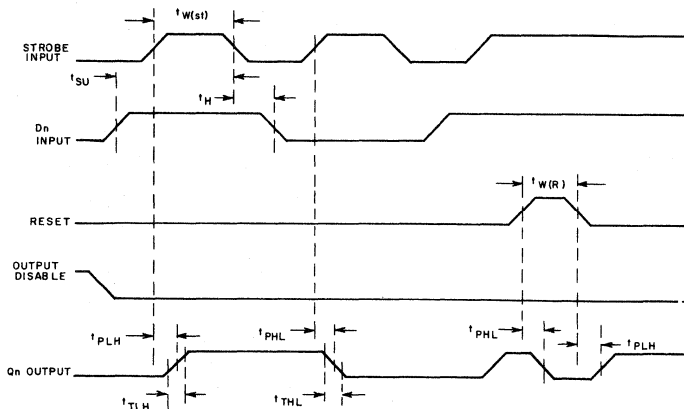 tW(st)
STROBE
INPUT
tSU
tH
Dn
INPUT
tW(R)
RESET
OUTPUT
DISABLE
tPLH
tPHL
tPHL
tPLH
Qn OUTPUT
tTLH
tTHL